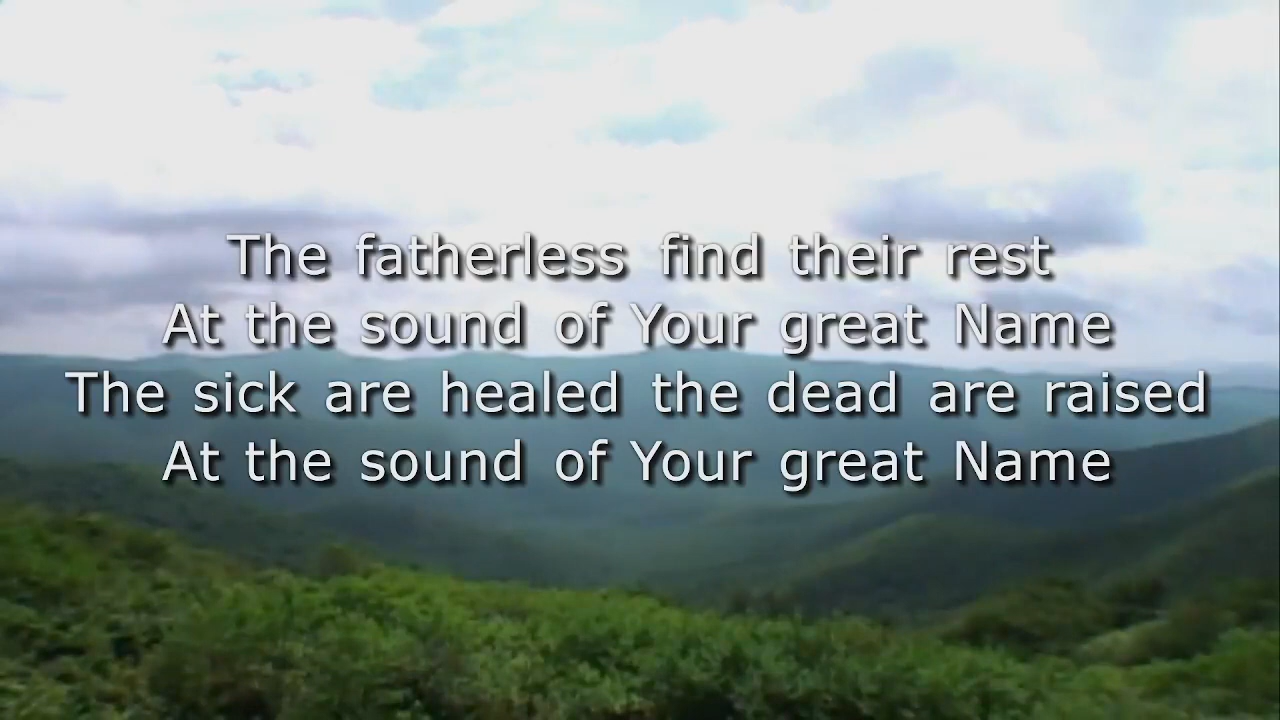 The fatherless find their rest
At the sound of Your great Name
The sick are healed the dead are raised
At the sound of Your great Name